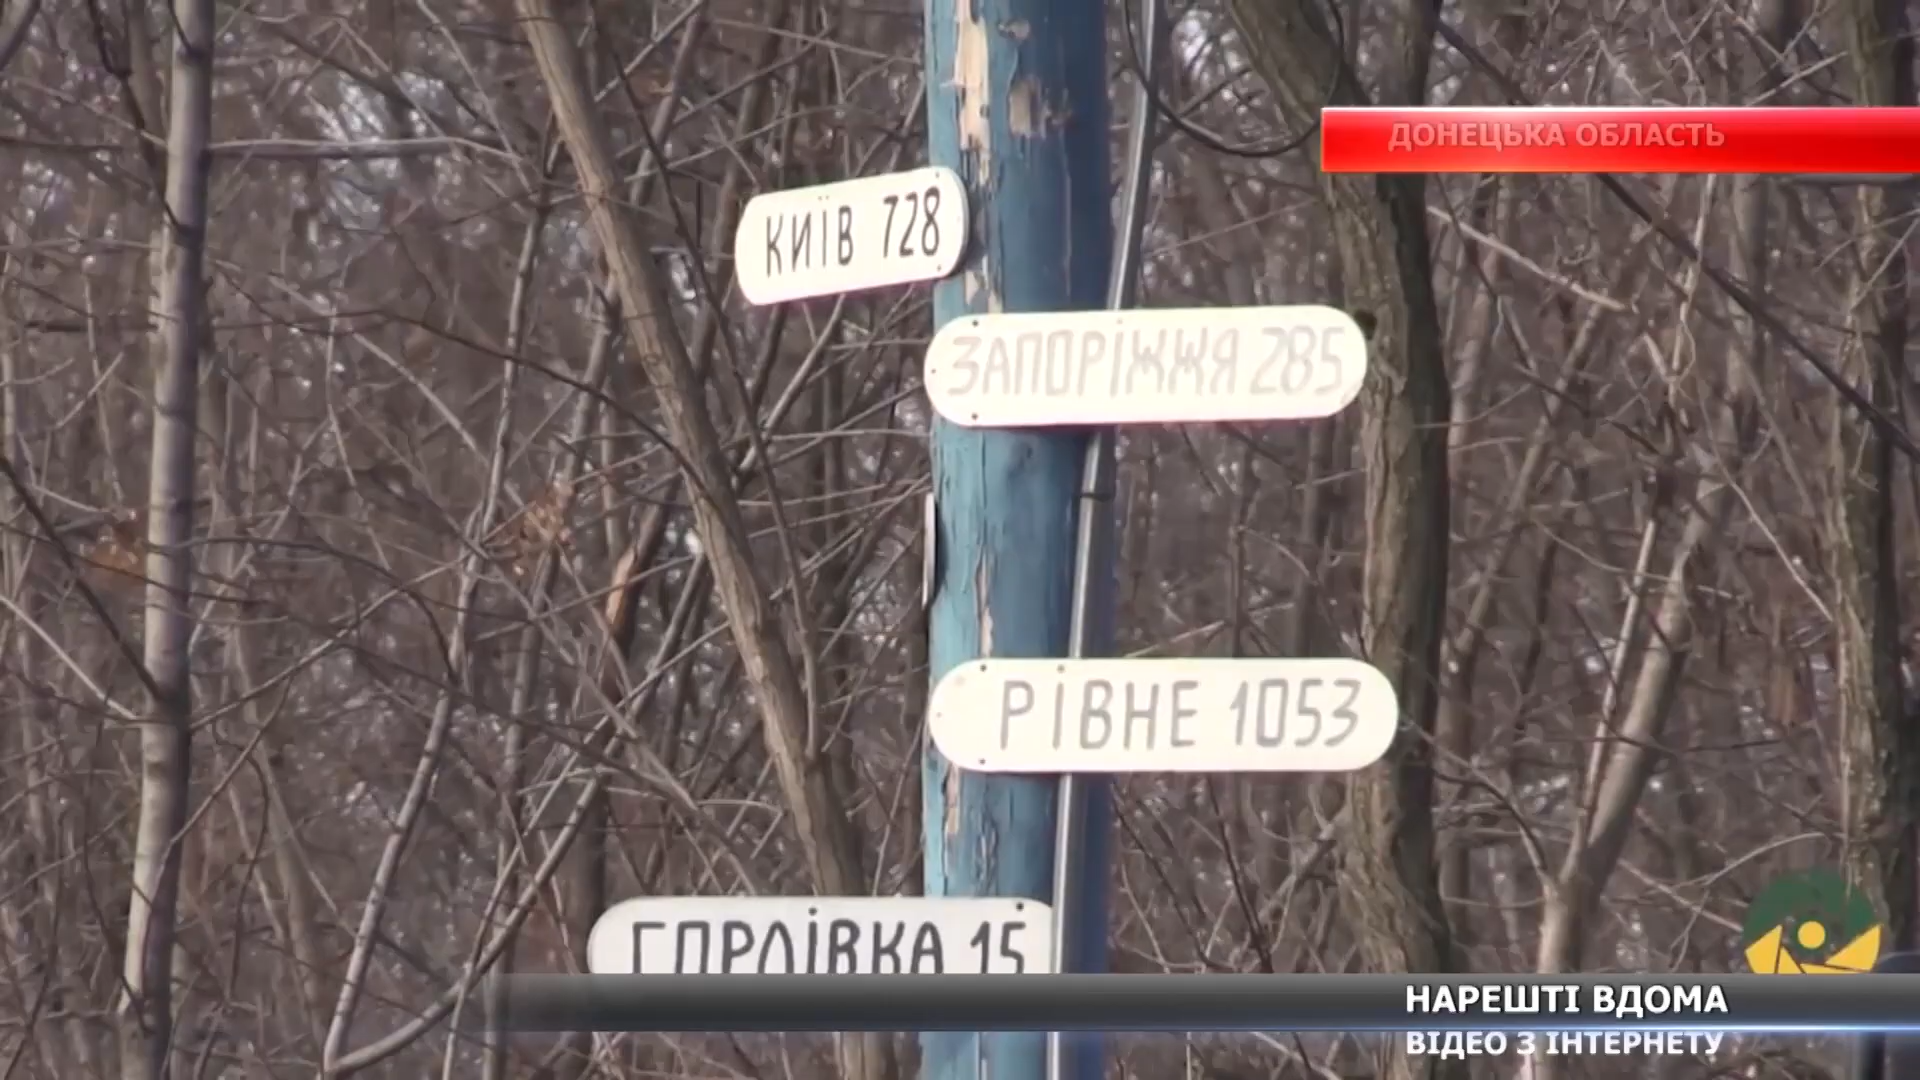 ДОНЕЦЬКА ОБЛАСТЬ
КИЇВ 728
ЗАПОРІЖЖЯ 285
РІВНЕ 1053
ГОРЛІВКА 15
НАРЕШТІ ВДОМА
ВІДЕО З ІНТЕРНЕТУ